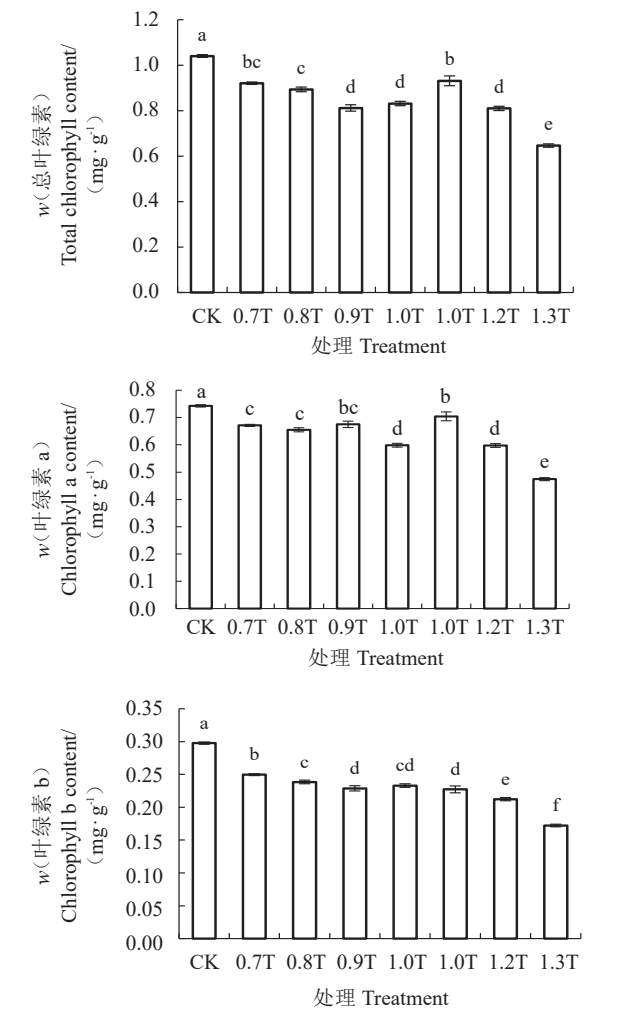 w(总叶绿素)
Total chlorophyll content/
(mg·g⁻¹)
1.2
1.0
0.8
0.6
0.4
0.2
0.0
a
bc
c
d
d
b
d
e
CK 0.7T 0.8T 0.9T 1.0T 1.0T 1.2T 1.3T
处理 Treatment
w(叶绿素 a)
Chlorophyll a content/
(mg·g⁻¹)
0.8
0.7
0.6
0.5
0.4
0.3
0.2
0.1
0.0
a
c
c
bc
d
b
d
e
CK 0.7T 0.8T 0.9T 1.0T 1.0T 1.2T 1.3T
处理 Treatment
w(叶绿素 b)
Chlorophyll b content/
(mg·g⁻¹)
0.35
0.30
0.25
0.20
0.15
0.10
0.05
0.00
a
b
c
d
cd
d
e
f
CK 0.7T 0.8T 0.9T 1.0T 1.0T 1.2T 1.3T
处理 Treatment